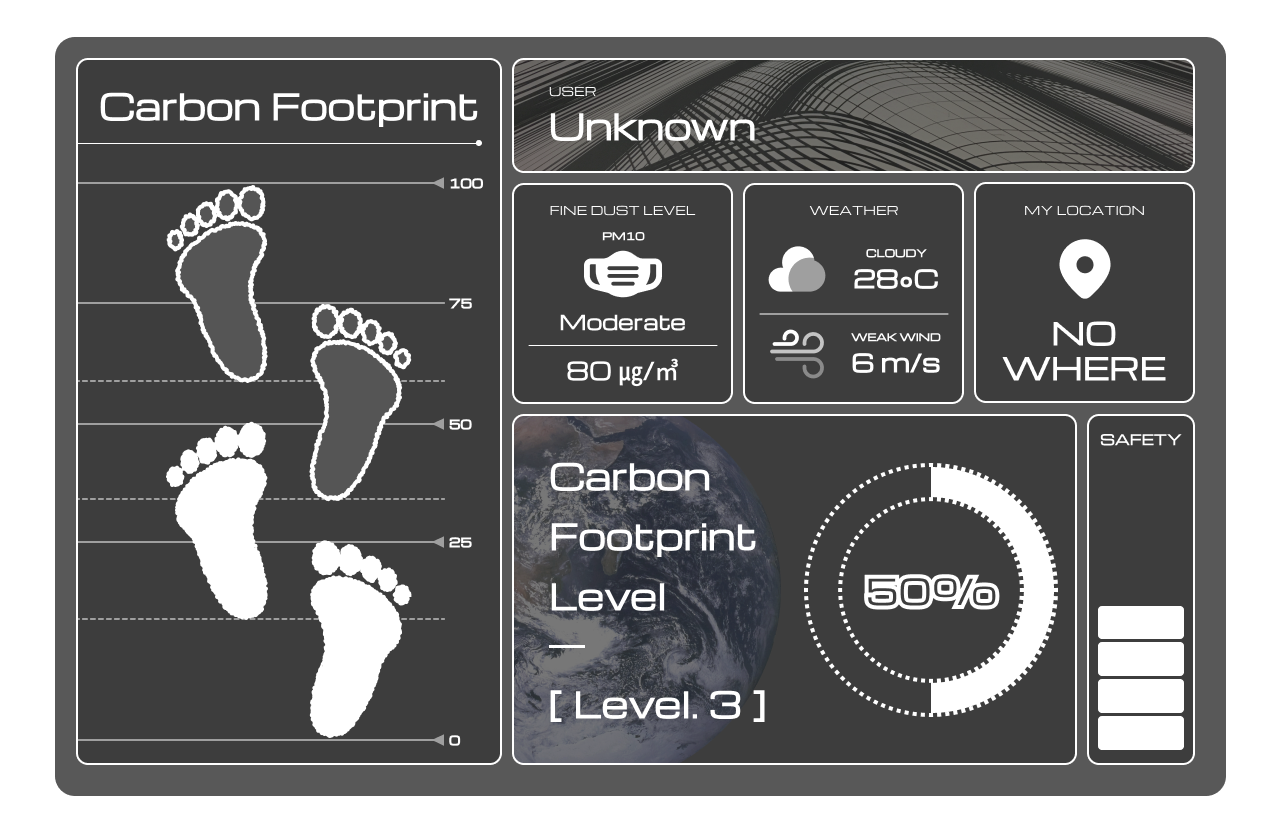 Carbon Footprint
100
75
50
25
0
USER
Unknown
FINE DUST LEVEL
PM10
Moderate
80 µg/㎥
WEATHER
CLOUDY
28°C
WEAK WIND
6 m/s
MY LOCATION
NO
WHERE
Carbon
Footprint
Level
[ Level. 3 ]
50%
SAFETY